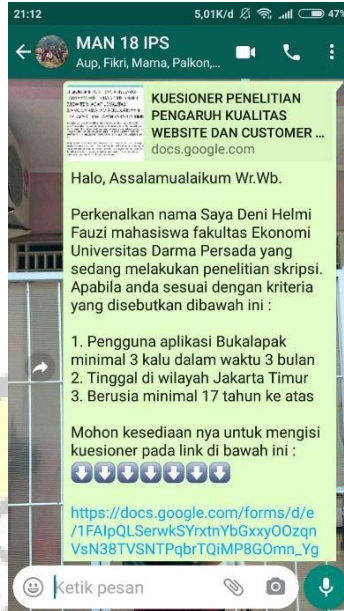 21:12
5,01K/d
47%
MAN 18 IPS
Aup, Fikri, Mama, Palkon,...
KUESIONER PENELITIAN
PENGARUH KUALITAS
WEBSITE DAN CUSTOMER ...
docs.google.com
Halo, Assalamualaikum Wr.Wb.
Perkenalkan nama Saya Deni Helmi
Fauzi mahasiswa fakultas Ekonomi
Universitas Darma Persada yang
sedang melakukan penelitian skripsi.
Apabila anda sesuai dengan kriteria
yang disebutkan dibawah ini :
1. Pengguna aplikasi Bukalapak
minimal 3 kalu dalam waktu 3 bulan
2. Tinggal di wilayah Jakarta Timur
3. Berusia minimal 17 tahun ke atas
Mohon kesediaan nya untuk mengisi
kuesioner pada link di bawah ini :
https://docs.google.com/forms/d/e
/1FAIpQLSerwkSYrxtnYbGxxyOOzqn
VsN38TVSNTPqbrTQiMP8GOmn_Yg
Ketik pesan